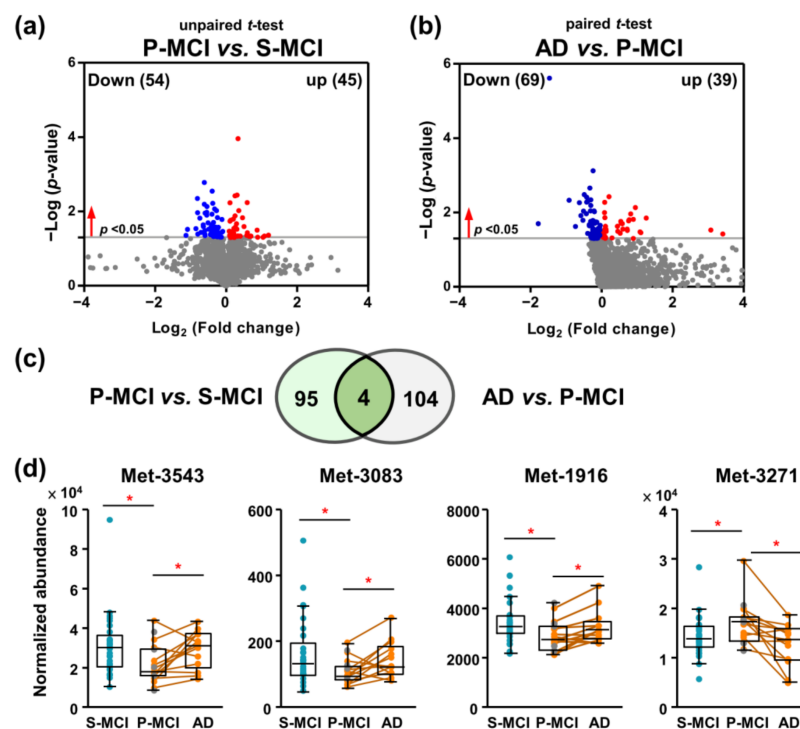 (a)
unpaired t-test
P-MCI vs. S-MCI
Down (54)
up (45)
6
4
2
0
−Log (p-value)
p <0.05
−4
−2
0.0
2
4
Log2 (Fold change)
(b)
paired t-test
AD vs. P-MCI
Down (69)
up (39)
6
4
2
0
−Log (p-value)
p <0.05
−4
−2
0.0
2
4
Log2 (Fold change)
(c)
P-MCI vs. S-MCI
95
4
104
AD vs. P-MCI
(d)
Normalized abundance
Met-3543
× 10⁴
10
8
6
4
2
0
*
*
S-MCI P-MCI AD
Met-3083
600
400
200
0
*
*
S-MCI P-MCI AD
Met-1916
8000
6000
4000
2000
0
*
*
S-MCI P-MCI AD
Met-3271
× 10⁴
4
3
2
1
0
*
*
S-MCI P-MCI AD